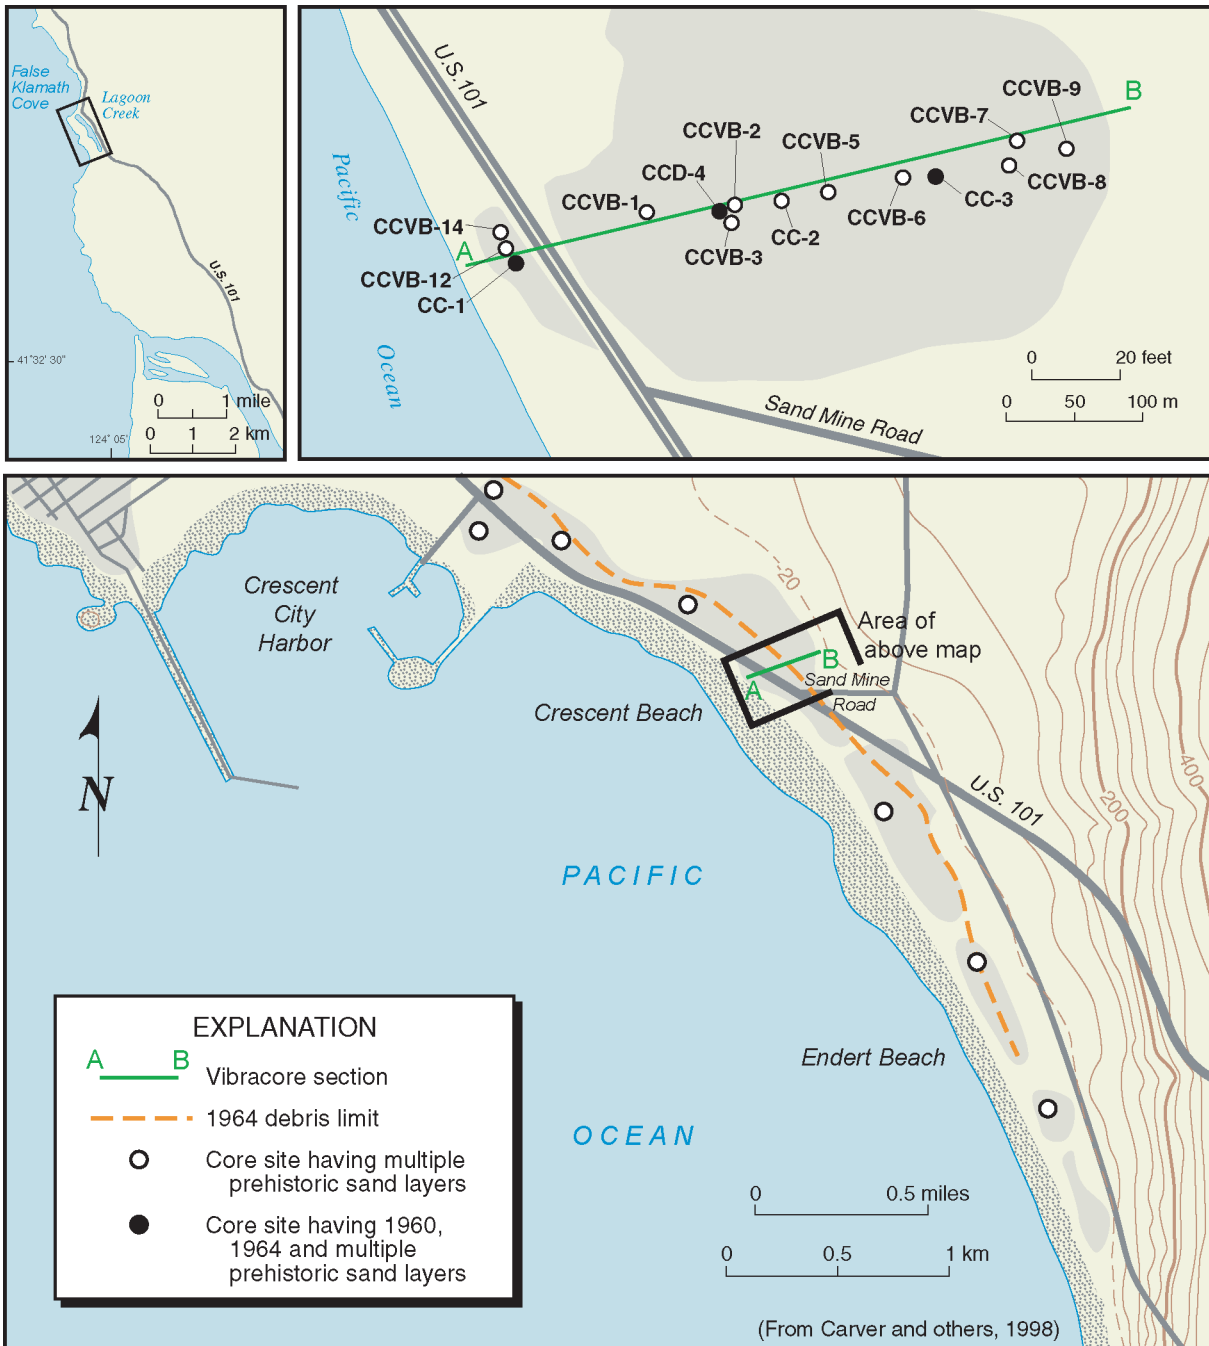 False
Klamath
Cove
Lagoon
Creek
U.S. 101
41°32' 30"
0 1 mile
0 1 2 km
124° 05'
U.S.101
Pacific
Ocean
A
B
CCVB-14
CCVB-12
CC-1
CCVB-1
CCD-4
CCVB-2
CCVB-3
CC-2
CCVB-5
CCVB-6
CC-3
CCVB-7
CCVB-8
CCVB-9
0 20 feet
0 50 100 m
Sand Mine Road
Crescent
City
Harbor
20
Area of
above map
A
B
Sand Mine
Road
Crescent Beach
N
U.S. 101
200
400
PACIFIC
OCEAN
Endert Beach
EXPLANATION
A B
Vibracore section
1964 debris limit
Core site having multiple
prehistoric sand layers
Core site having 1960,
1964 and multiple
prehistoric sand layers
0 0.5 miles
0 0.5 1 km
(From Carver and others, 1998)